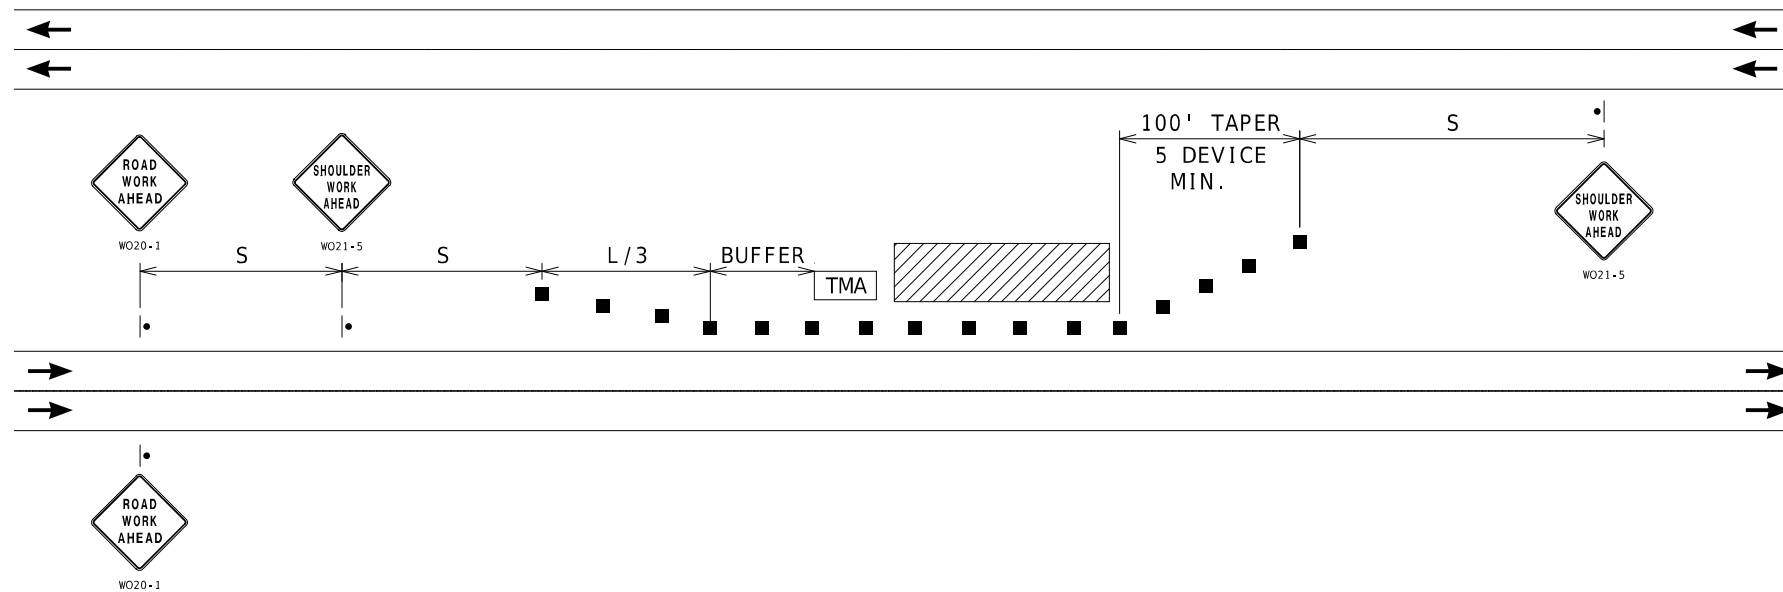 100' TAPER
5 DEVICE
MIN.
S
ROAD
WORK
AHEAD
WO20-1
SHOULDER
WORK
AHEAD
WO21-5
SHOULDER
WORK
AHEAD
WO21-5
S
S
L/3
BUFFER
TMA
ROAD
WORK
AHEAD
WO20-1